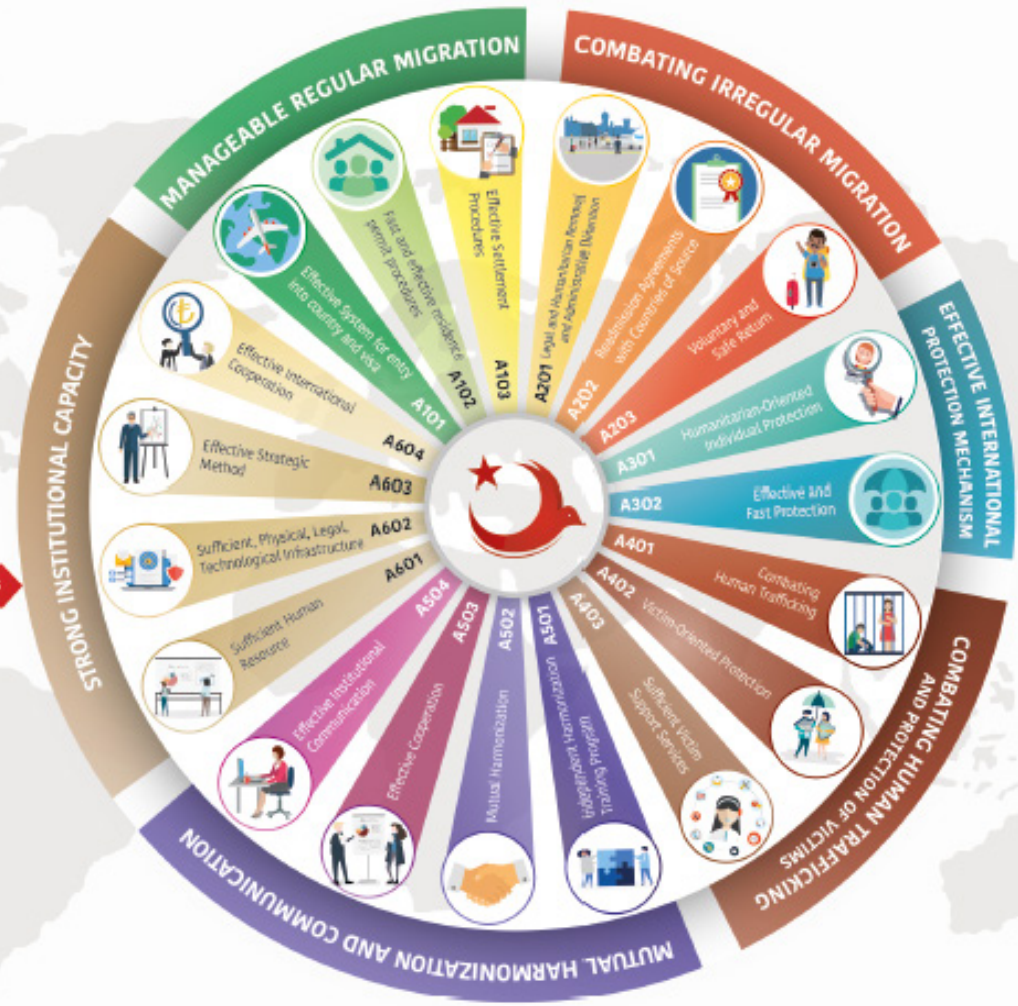 MANAGEABLE REGULAR MIGRATION
Effective System for entry
into country and visa
A101
Fast and effective residence
permit procedures
A102
Effective Settlement
Procedures
A103
COMBATING IRREGULAR MIGRATION
A201
Legal and Humanitarian Removal
and Administrative Detention
A202
Readmission Agreements
with Countries of Source
A203
Voluntary and
Safe Return
EFFECTIVE INTERNATIONAL
PROTECTION MECHANISM
A301
Humanitarian-Oriented
Individual Protection
A302
Effective and
Fast Protection
COMBATING HUMAN TRAFFICKING
AND PROTECTION OF VICTIMS
A401
Combating
Human Trafficking
A402
Victim-Oriented Protection
A403
Sufficient Victim
Support Services
MUTUAL HARMONIZATION AND COMMUNICATION
A501
Independent Harmonization
Training Program
A502
Mutual Harmonization
A503
Effective Cooperation
A504
Effective Institutional
Communication
STRONG INSTITUTIONAL CAPACITY
A601
Sufficient Human
Resource
A602
Sufficient, Physical, Legal,
Technological Infrastructure
A603
Effective Strategic
Method
A604
Effective International
Cooperation